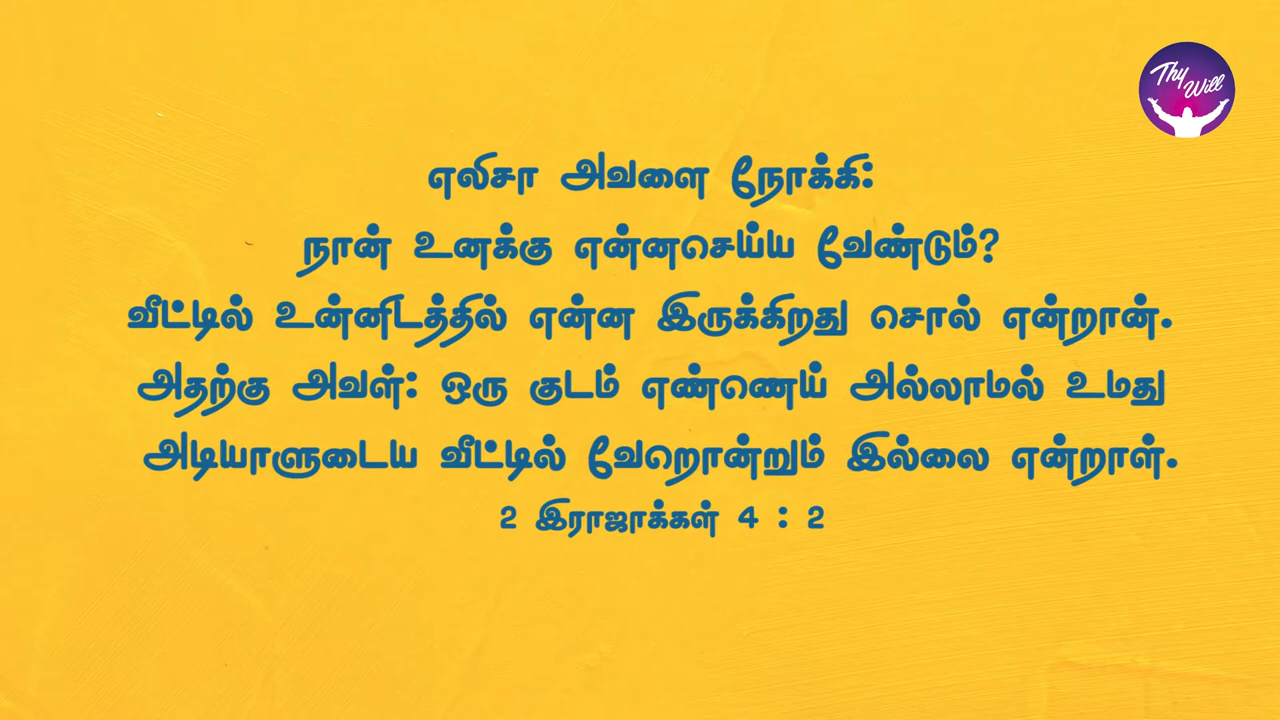 Thy Will
எலிசா அவளை நோக்கி:
நான் உனக்கு என்னசெய்ய வேண்டும்?
வீட்டில் உன்னிடத்தில் என்ன இருக்கிறது சொல் என்றான்.
அதற்கு அவள்: ஒரு குடம் எண்ணெய் அல்லாமல் உமது
அடியாளுடைய வீட்டில் வேறொன்றும் இல்லை என்றாள்.
2 இராஜாக்கள் 4 : 2